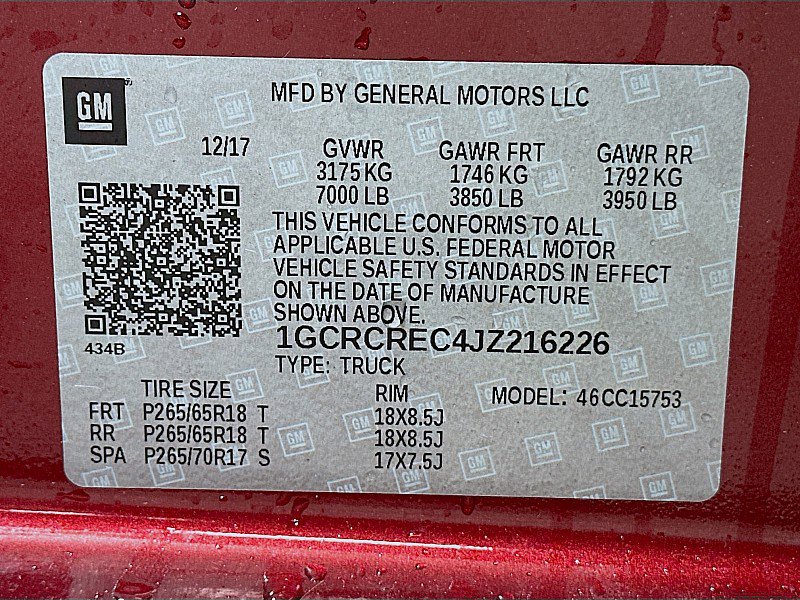 GM
MFD BY GENERAL MOTORS LLC
12/17 GVWR GAWR FRT GAWR RR
3175 KG 1746 KG 1792 KG
7000 LB 3850 LB 3950 LB
THIS VEHICLE CONFORMS TO ALL
APPLICABLE U.S. FEDERAL MOTOR
VEHICLE SAFETY STANDARDS IN EFFECT
ON THE DATE OF MANUFACTURE
SHOWN ABOVE.
434B
1GCRCREC4JZ216226
TYPE: TRUCK
TIRE SIZE RIM MODEL: 46CC15753
FRT P265/65R18 T 18X8.5J
RR P265/65R18 T 18X8.5J
SPA P265/70R17 S 17X7.5J